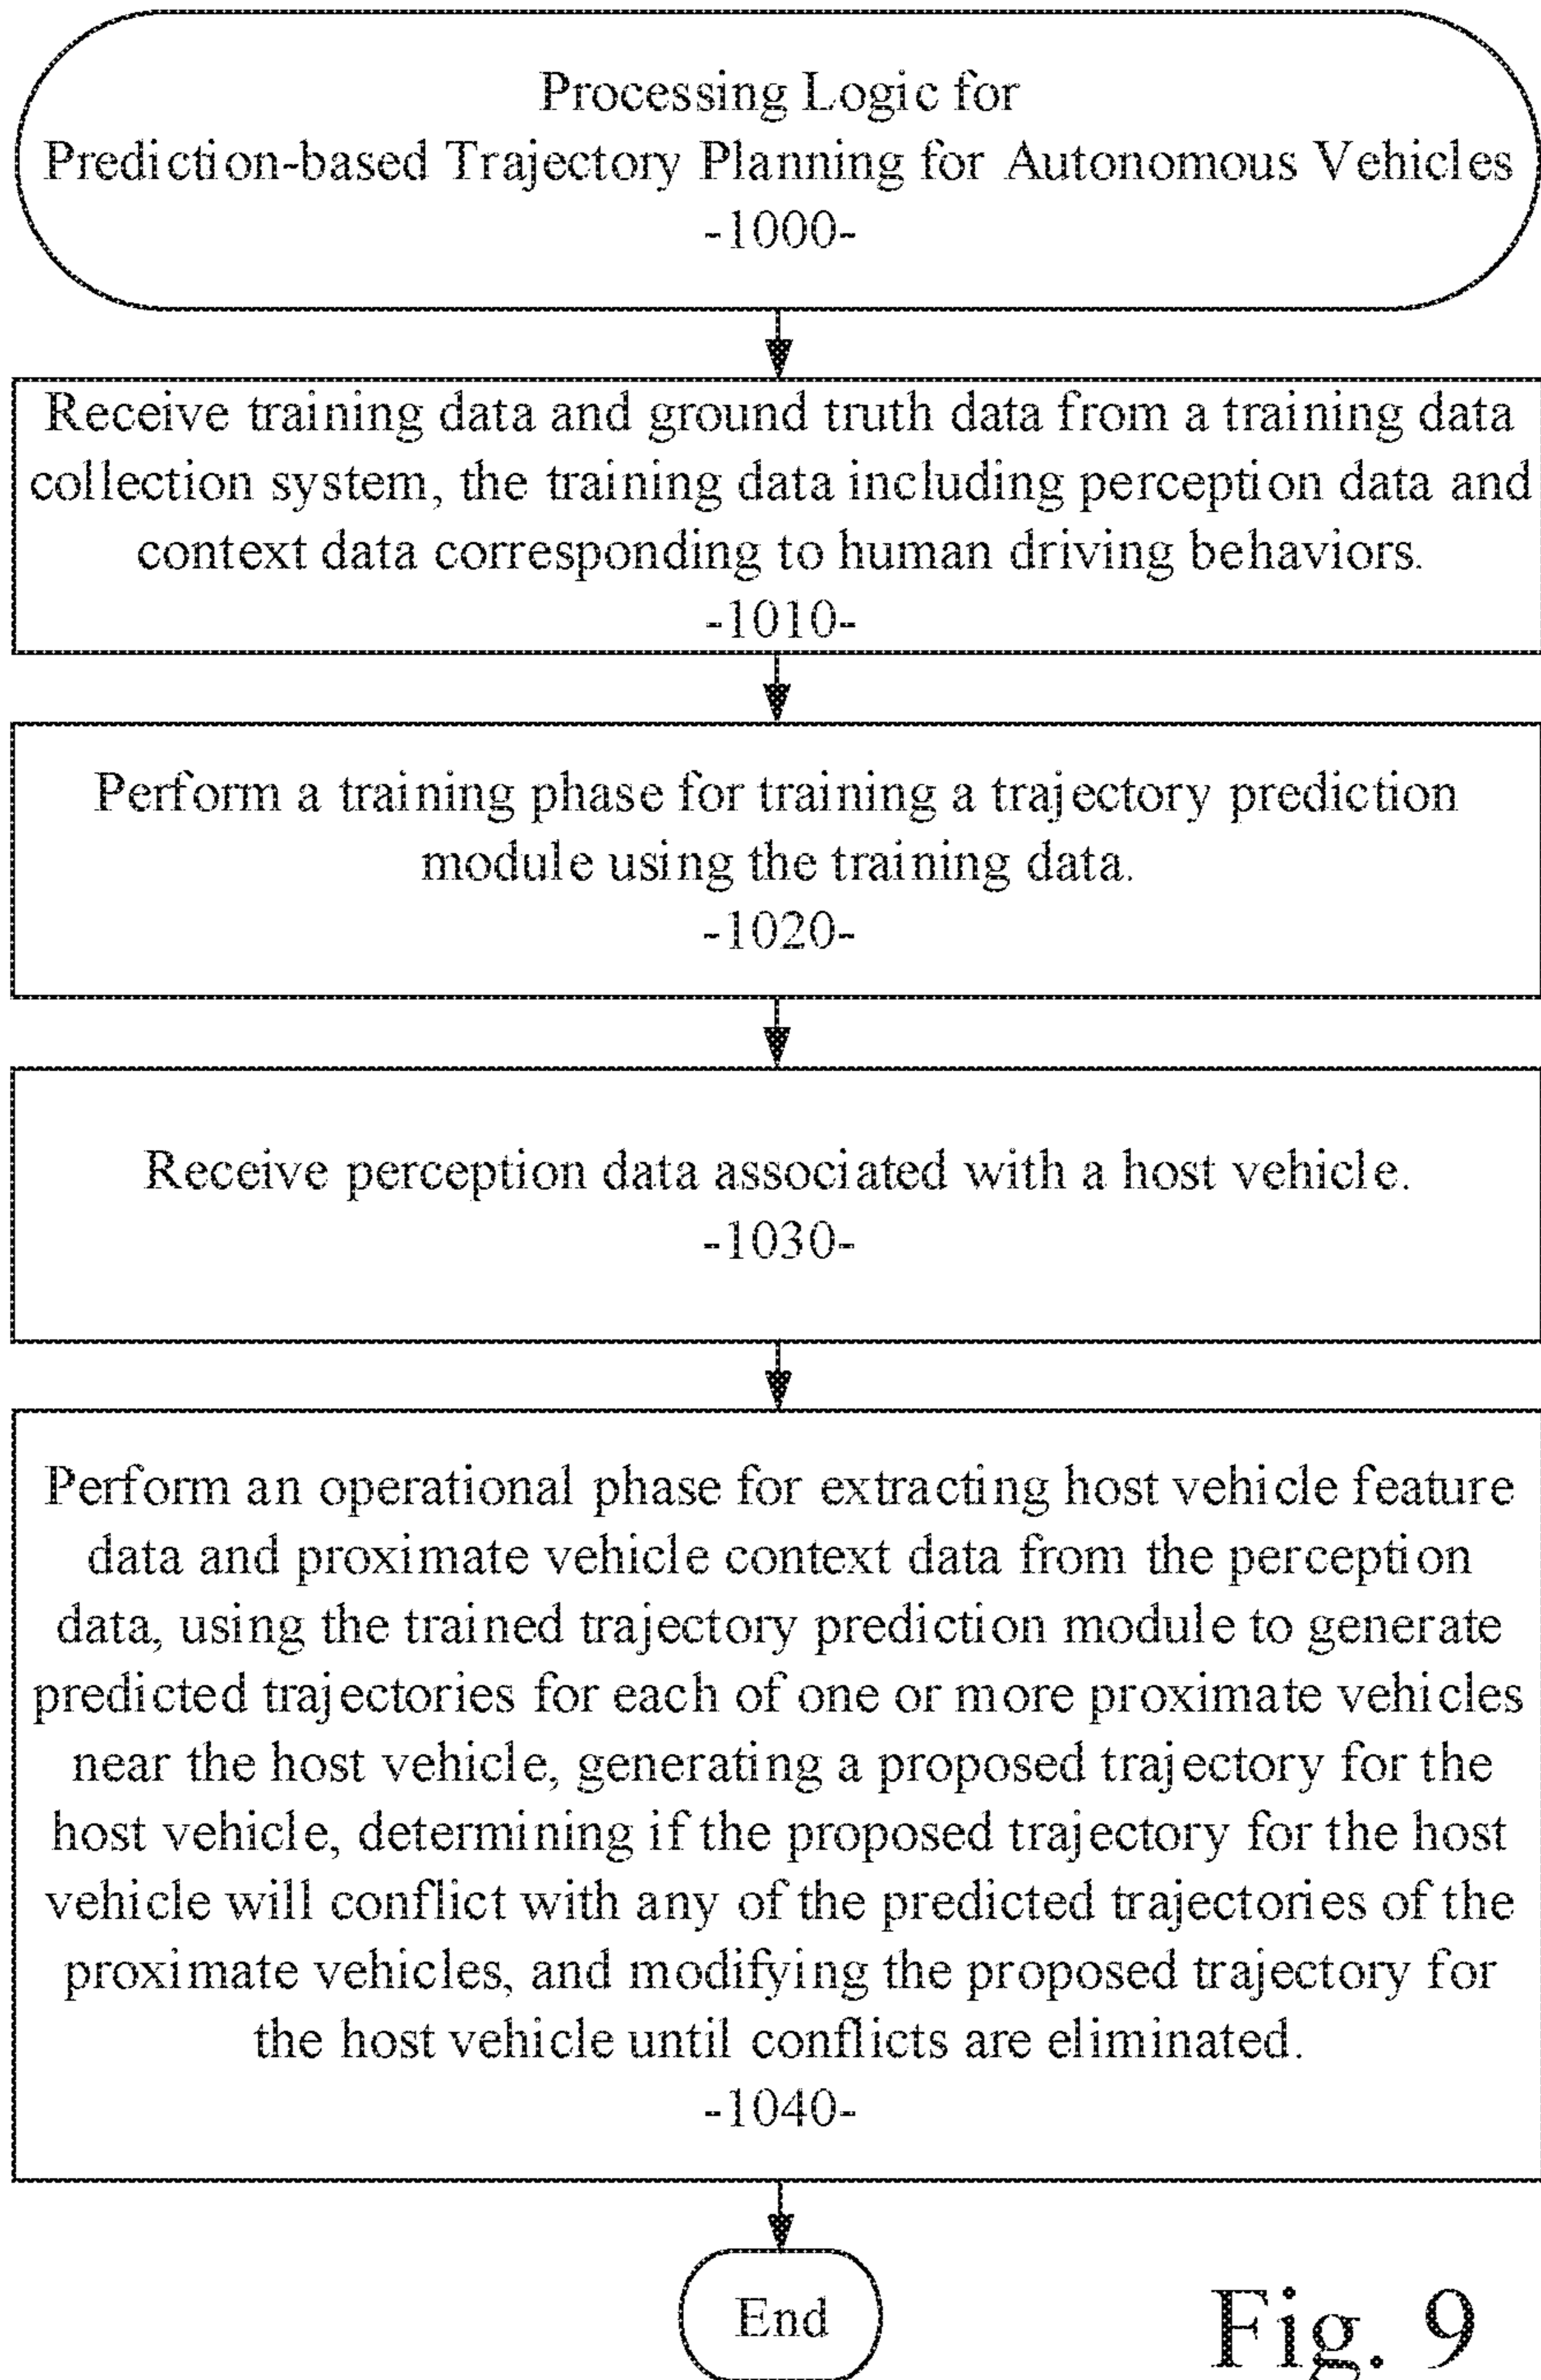 Processing Logic for
Prediction-based Trajectory Planning for Autonomous Vehicles
-1000-
Receive training data and ground truth data from a training data
collection system, the training data including perception data and
context data corresponding to human driving behaviors.
-1010-
Perform a training phase for training a trajectory prediction
module using the training data.
-1020-
Receive perception data associated with a host vehicle.
-1030-
Perform an operational phase for extracting host vehicle feature
data and proximate vehicle context data from the perception
data, using the trained trajectory prediction module to generate
predicted trajectories for each of one or more proximate vehicles
near the host vehicle, generating a proposed trajectory for the
host vehicle, determining if the proposed trajectory for the host
vehicle will conflict with any of the predicted trajectories of the
proximate vehicles, and modifying the proposed trajectory for
the host vehicle until conflicts are eliminated.
-1040-
End
Fig. 9